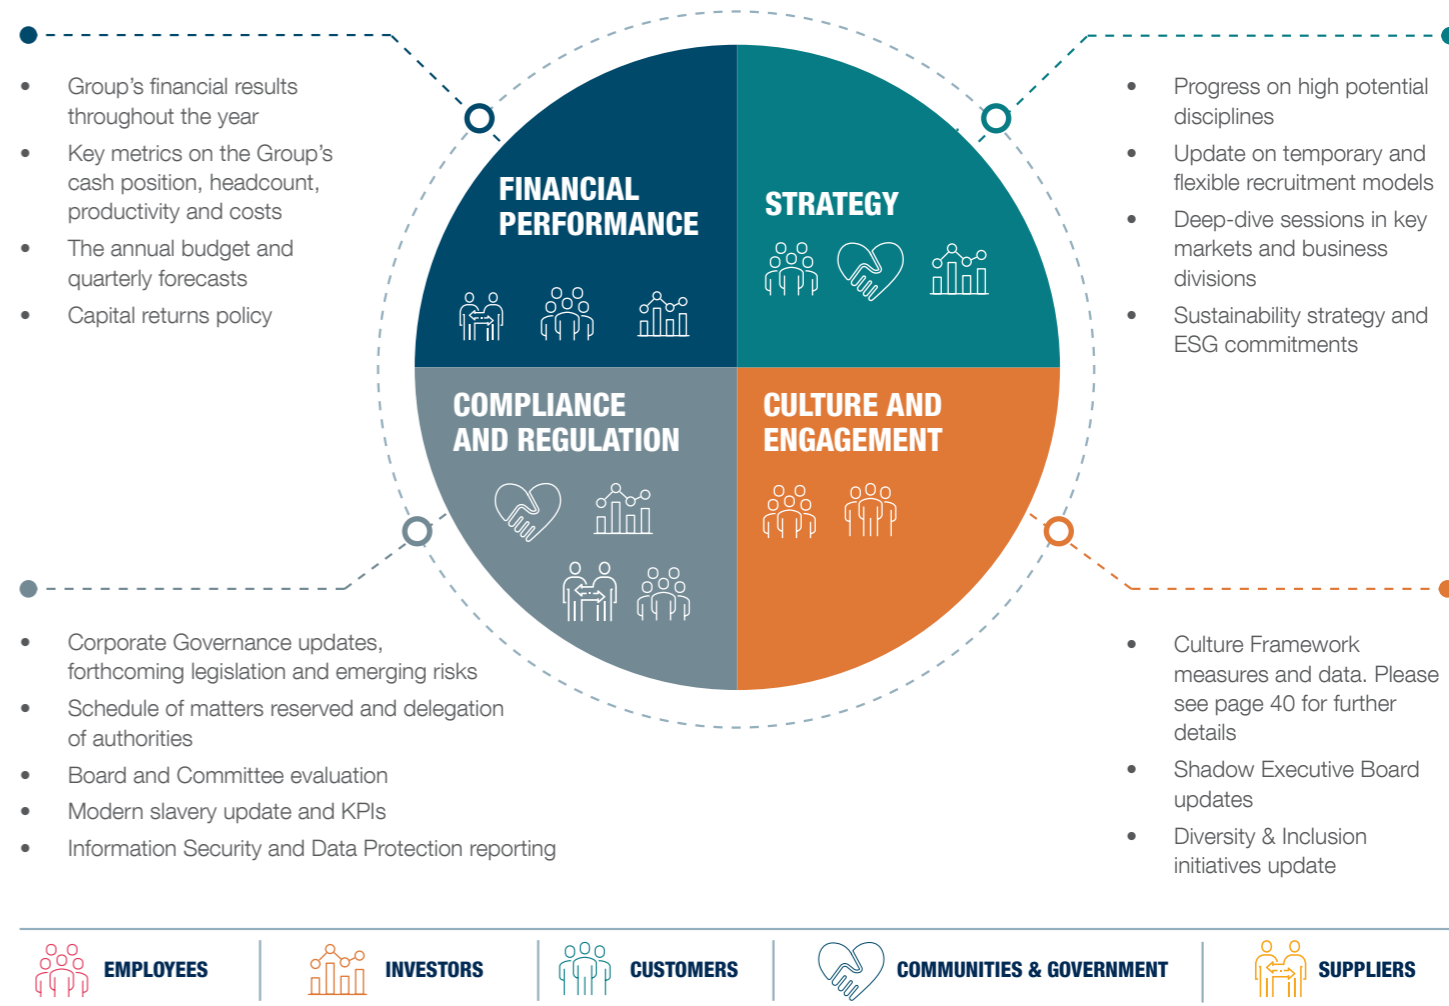 Group's financial results
throughout the year
Key metrics on the Group's
cash position, headcount,
productivity and costs
The annual budget and
quarterly forecasts
Capital returns policy
FINANCIAL
PERFORMANCE
STRATEGY
Progress on high potential
disciplines
Update on temporary and
flexible recruitment models
Deep-dive sessions in key
markets and business
divisions
Sustainability strategy and
ESG commitments
COMPLIANCE
AND REGULATION
CULTURE AND
ENGAGEMENT
Corporate Governance updates,
forthcoming legislation and emerging risks
Schedule of matters reserved and delegation
of authorities
Board and Committee evaluation
Modern slavery update and KPIs
Information Security and Data Protection reporting
Culture Framework
measures and data. Please
see page 40 for further
details
Shadow Executive Board
updates
Diversity & Inclusion
initiatives update
EMPLOYEES
INVESTORS
CUSTOMERS
COMMUNITIES & GOVERNMENT
SUPPLIERS